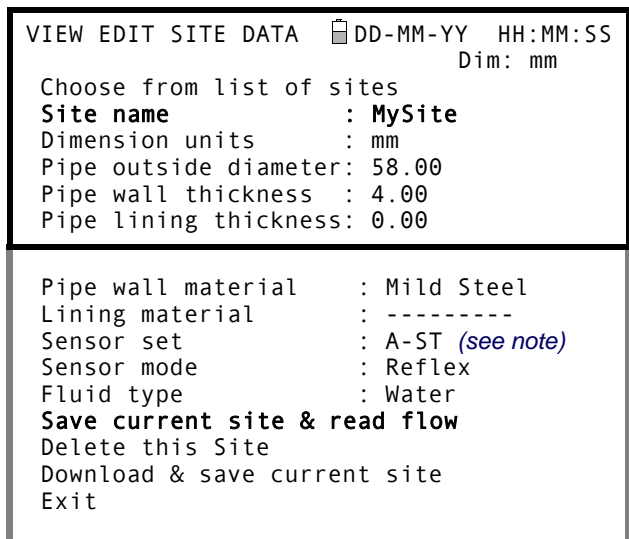 VIEW EDIT SITE DATA DD-MM-YY HH:MM:SS
Dim: mm
Choose from list of sites
Site name : MySite
Dimension units : mm
Pipe outside diameter: 58.00
Pipe wall thickness : 4.00
Pipe lining thickness: 0.00
Pipe wall material : Mild Steel
Lining material : ---------
Sensor set : A-ST (see note)
Sensor mode : Reflex
Fluid type : Water
Save current site & read flow
Delete this Site
Download & save current site
Exit